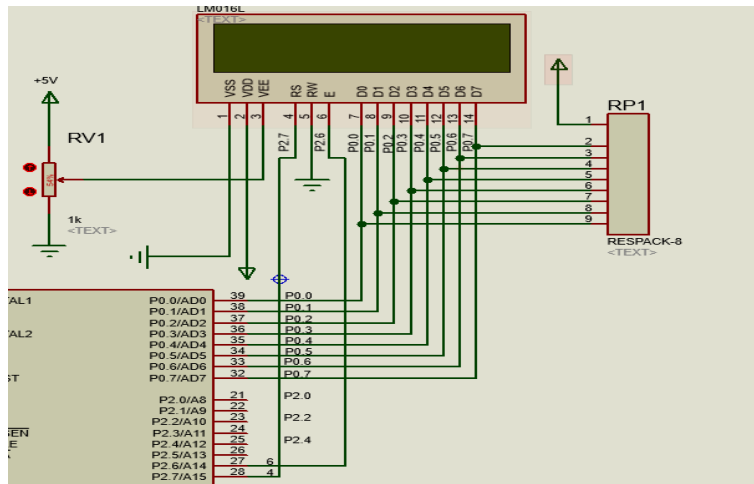 LM016L
<TEXT>
+5V
RV1
54%
1k
<TEXT>
VSS
VDD
VEE
RS
RW
E
D0
D1
D2
D3
D4
D5
D6
D7
1
2
3
4
5
6
7
8
9
10
11
12
13
14
P2.7
P2.6
P0.0
P0.1
P0.2
P0.3
P0.4
P0.5
P0.6
P0.7
RP1
1
2
3
4
5
6
7
8
9
RESPACK-8
<TEXT>
TAL1
TAL2
ST
SEN
E
P0.0/AD0 39 P0.0
P0.1/AD1 38 P0.1
P0.2/AD2 37 P0.2
P0.3/AD3 36 P0.3
P0.4/AD4 35 P0.4
P0.5/AD5 34 P0.5
P0.6/AD6 33 P0.6
P0.7/AD7 32 P0.7
P2.0/A8 21 P2.0
P2.1/A9 22
P2.2/A10 23 P2.2
P2.3/A11 24
P2.4/A12 25 P2.4
P2.5/A13 26
P2.6/A14 27 6
P2.7/A15 28 4